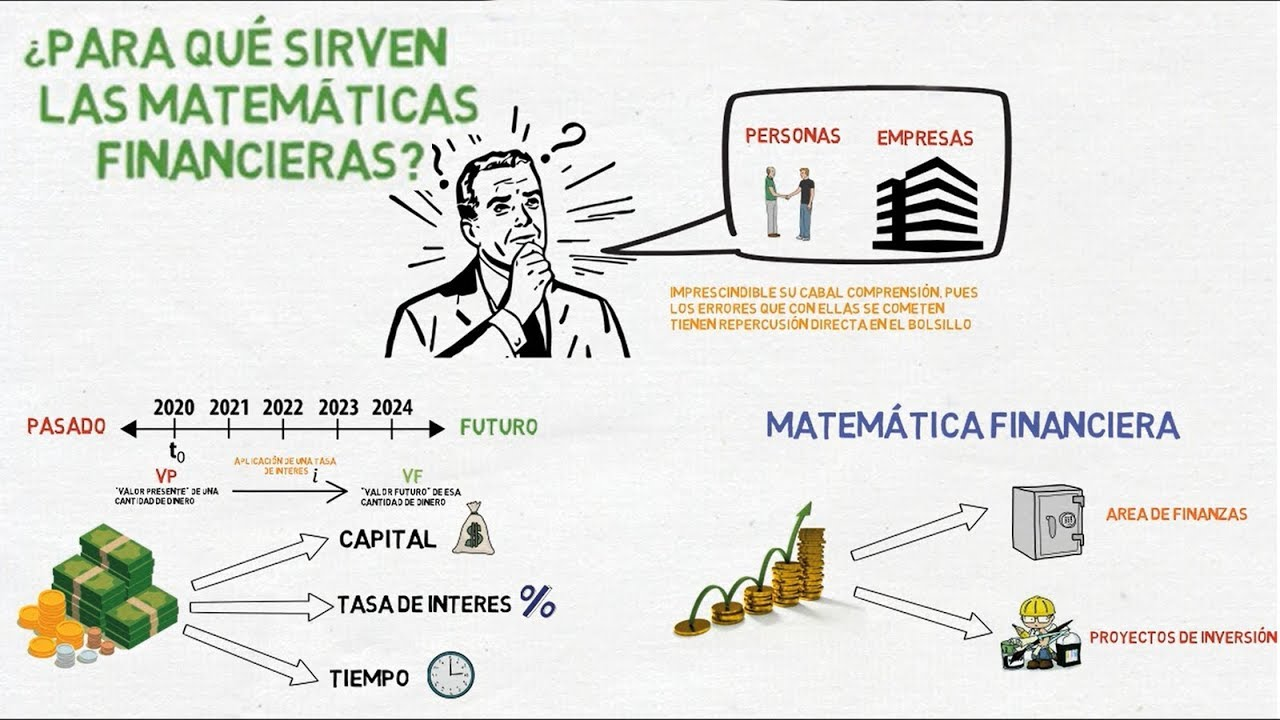 ¿PARA QUÉ SIRVEN
LAS MATEMÁTICAS
FINANCIERAS?
PERSONAS
EMPRESAS
IMPRESCINDIBLE SU CABAL COMPRENSIÓN, PUES
LOS ERRORES QUE CON ELLAS SE COMETEN
TIENEN REPERCUSIÓN DIRECTA EN EL BOLSILLO
PASADO
2020 2021 2022 2023 2024
FUTURO
t0
APLICACIÓN DE UNA TASA
DE INTERES i
VP
"VALOR PRESENTE" DE UNA
CANTIDAD DE DINERO
VF
"VALOR FUTURO" DE ESA
CANTIDAD DE DINERO
CAPITAL
$
TASA DE INTERES %
TIEMPO
MATEMÁTICA FINANCIERA
AREA DE FINANZAS
PROYECTOS DE INVERSIÓN